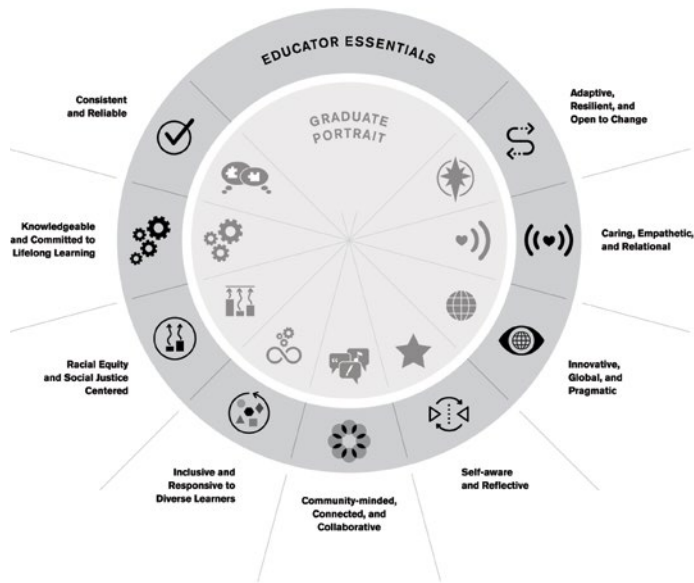 EDUCATOR ESSENTIALS
GRADUATE
PORTRAIT
Consistent
and Reliable
Adaptive,
Resilient, and
Open to Change
Knowledgeable
and Committed to
Lifelong Learning
Caring, Empathetic,
and Relational
Racial Equity
and Social Justice
Centered
Innovative,
Global, and
Pragmatic
Inclusive and
Responsive to
Diverse Learners
Self-aware
and Reflective
Community-minded,
Connected, and
Collaborative